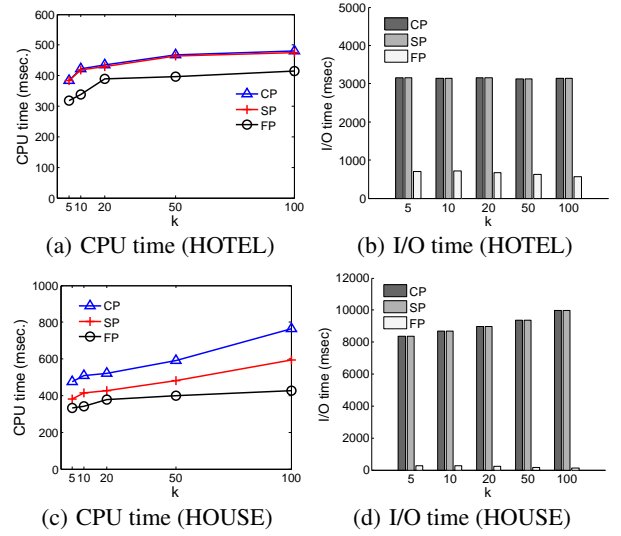 600
500
400
300
200
100
0
CPU time (msec.)
CP
SP
FP
5 10 20 50 100
k
(a) CPU time (HOTEL)
5000
4000
3000
2000
1000
0
I/O time (msec)
CP
SP
FP
5 10 20 50 100
k
(b) I/O time (HOTEL)
1000
800
600
400
200
0
CPU time (msec.)
CP
SP
FP
5 10 20 50 100
k
(c) CPU time (HOUSE)
12000
10000
8000
6000
4000
2000
0
I/O time (msec)
CP
SP
FP
5 10 20 50 100
k
(d) I/O time (HOUSE)